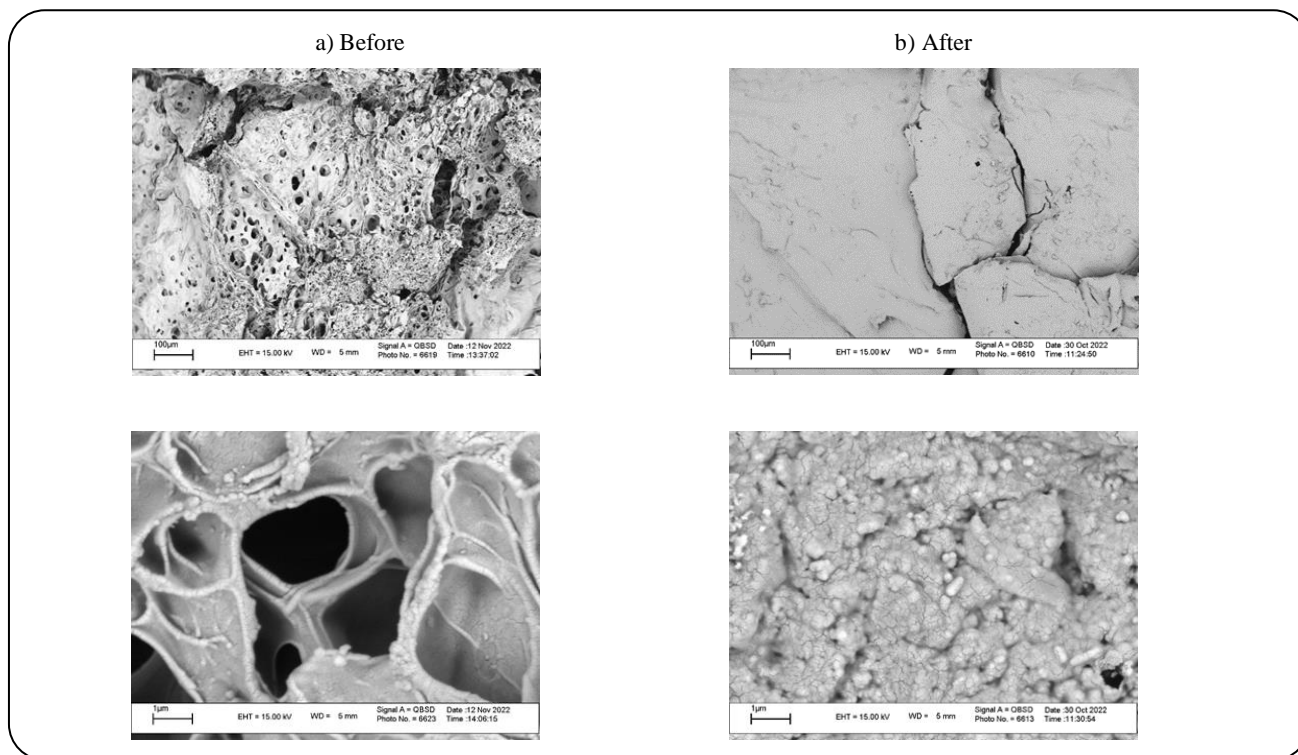 a) Before
b) After
100µm
EHT = 15.00 kV WD = 5 mm Signal A = QBSD Date :12 Nov 2022
Photo No. = 6619 Time :13:37:02
100µm
EHT = 15.00 kV WD = 5 mm Signal A = QBSD Date :30 Oct 2022
Photo No. = 6610 Time :11:24:50
1µm
EHT = 15.00 kV WD = 5 mm Signal A = QBSD Date :12 Nov 2022
Photo No. = 6623 Time :14:06:15
1µm
EHT = 15.00 kV WD = 5 mm Signal A = QBSD Date :30 Oct 2022
Photo No. = 6613 Time :11:30:54